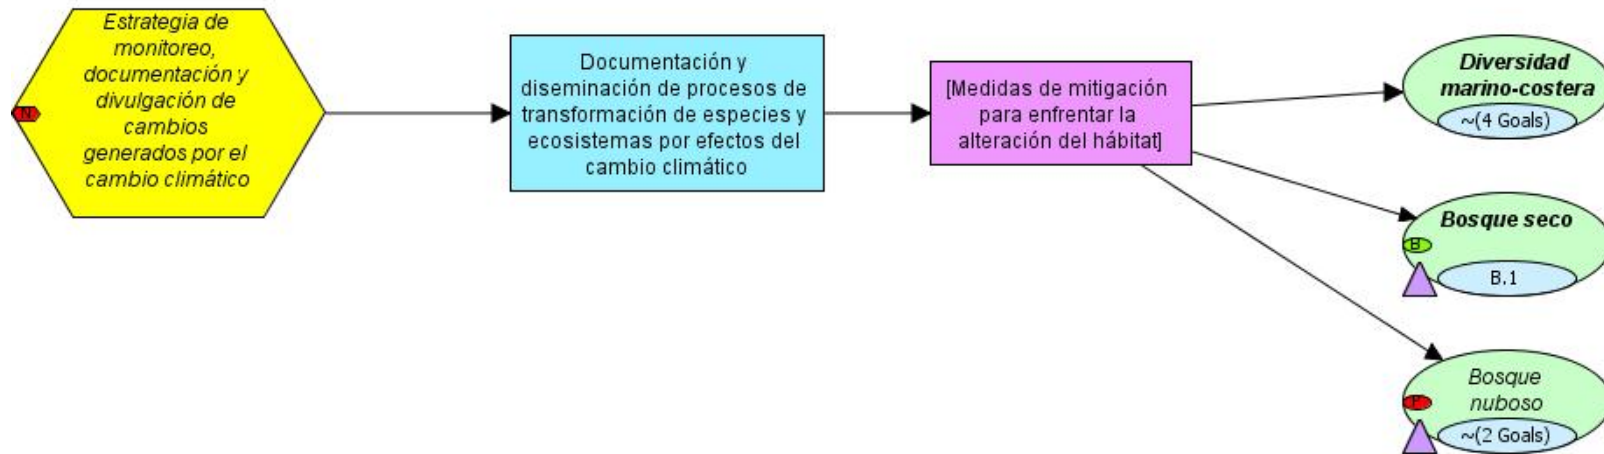 Estrategia de
monitoreo,
documentación y
divulgación de
cambios
generados por el
cambio climático
N
Documentación y
diseminación de procesos de
transformación de especies y
ecosistemas por efectos del
cambio climático
[Medidas de mitigación
para enfrentar la
alteración del hábitat]
Diversidad
marino-costera
~(4 Goals)
Bosque seco
B
B.1
Bosque
nuboso
P
~(2 Goals)